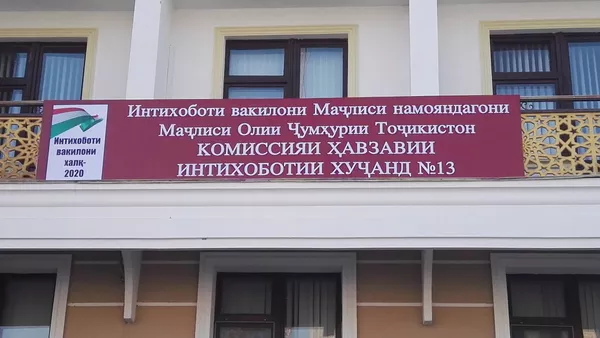 Интихоботи вакилони Маҷлиси намояндагони
Маҷлиси Олии Ҷумҳурии Тоҷикистон
КОМИССИЯИ ҲАВЗАВИИ
ИНТИХОБОТИИ ХУҶАНД №13
Интихоботи
вакилони
халқ-
2020